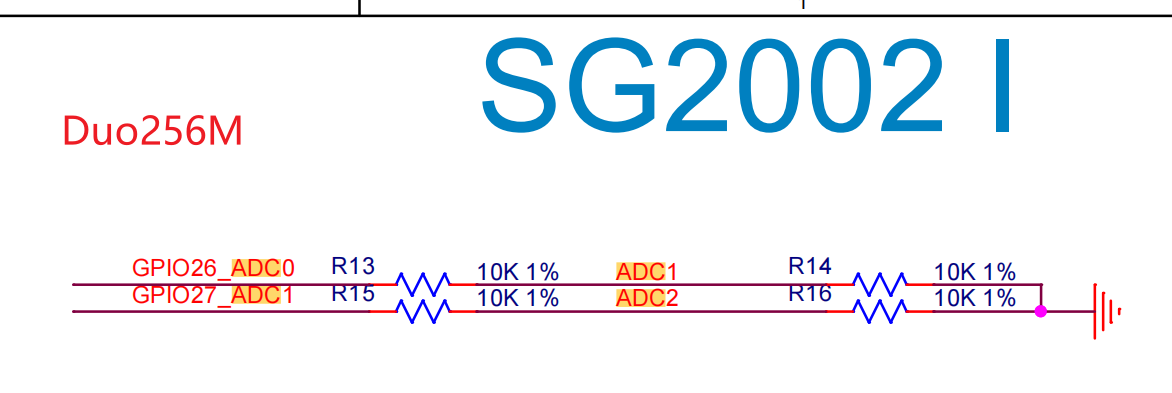 SG2002 I
Duo256M
GPIO26_ADC0 R13 10K 1% ADC1 R14 10K 1%
GPIO27_ADC1 R15 10K 1% ADC2 R16 10K 1%